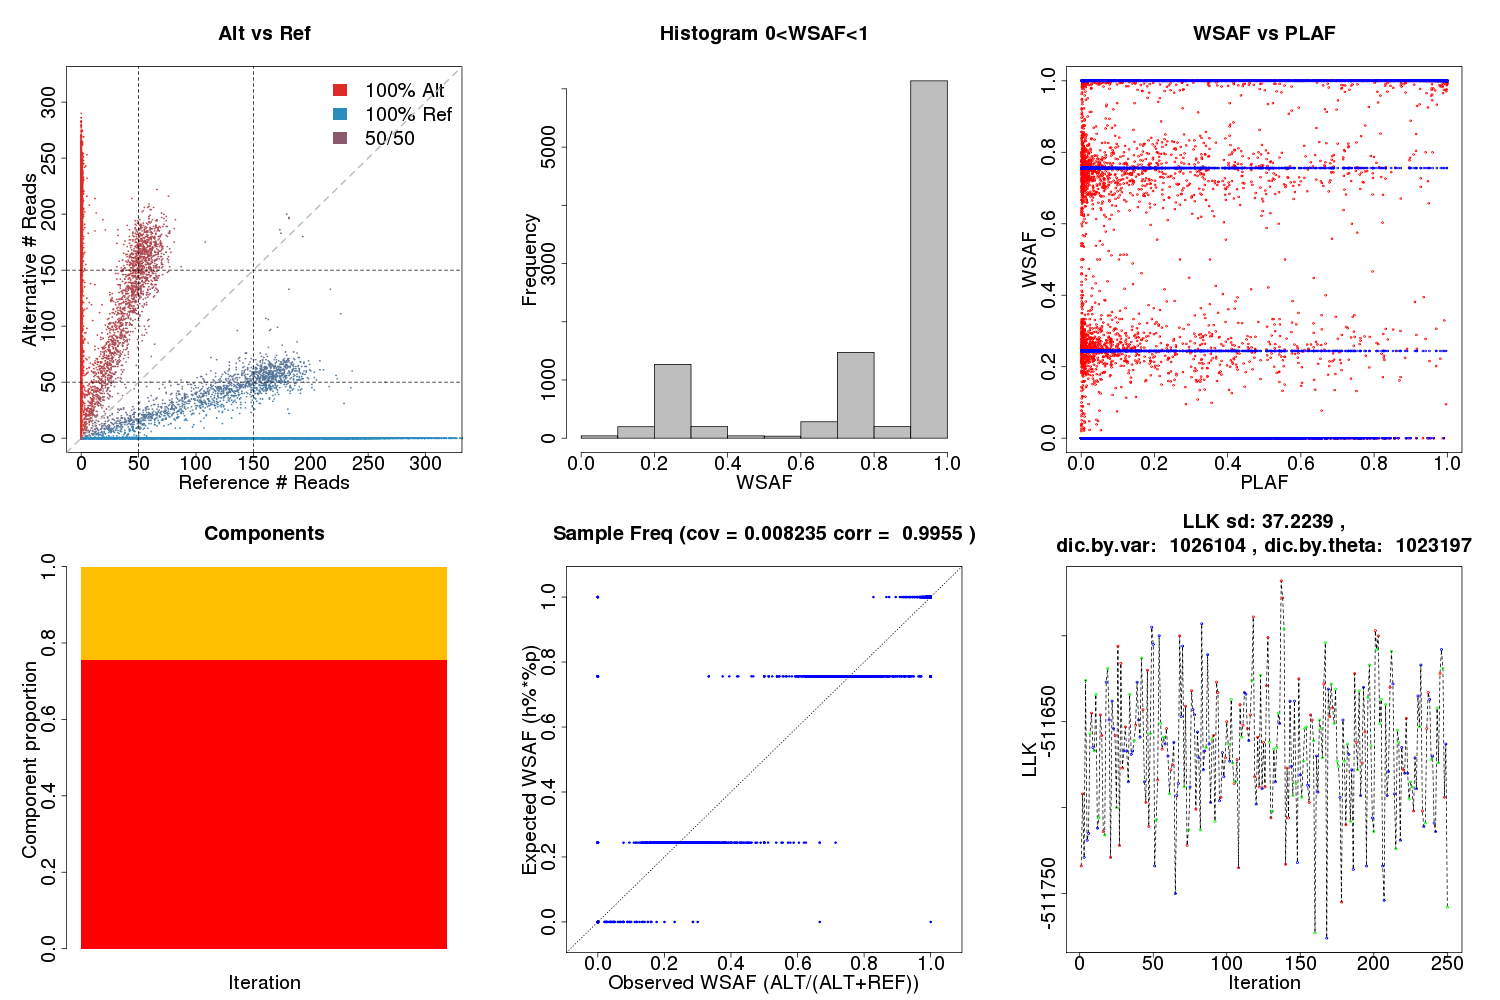 Alt vs Ref
Alternative # Reads
0 50 100 150 200 250 300
100% Alt
100% Ref
50/50
0 50 100 150 200 250 300
Reference # Reads
Histogram 0<WSAF<1
Frequency
0 1000 3000 5000
0.0 0.2 0.4 0.6 0.8 1.0
WSAF
WSAF vs PLAF
WSAF
0.0 0.2 0.4 0.6 0.8 1.0
0.0 0.2 0.4 0.6 0.8 1.0
PLAF
Components
Component proportion
0.0 0.2 0.4 0.6 0.8 1.0
Iteration
Sample Freq (cov = 0.008235 corr = 0.9955 )
Expected WSAF (h%*%p)
0.0 0.2 0.4 0.6 0.8 1.0
0.0 0.2 0.4 0.6 0.8 1.0
Observed WSAF (ALT/(ALT+REF))
LLK sd: 37.2239 ,
dic.by.var: 1026104 , dic.by.theta: 1023197
LLK
-511750 -511650
0 50 100 150 200 250
Iteration